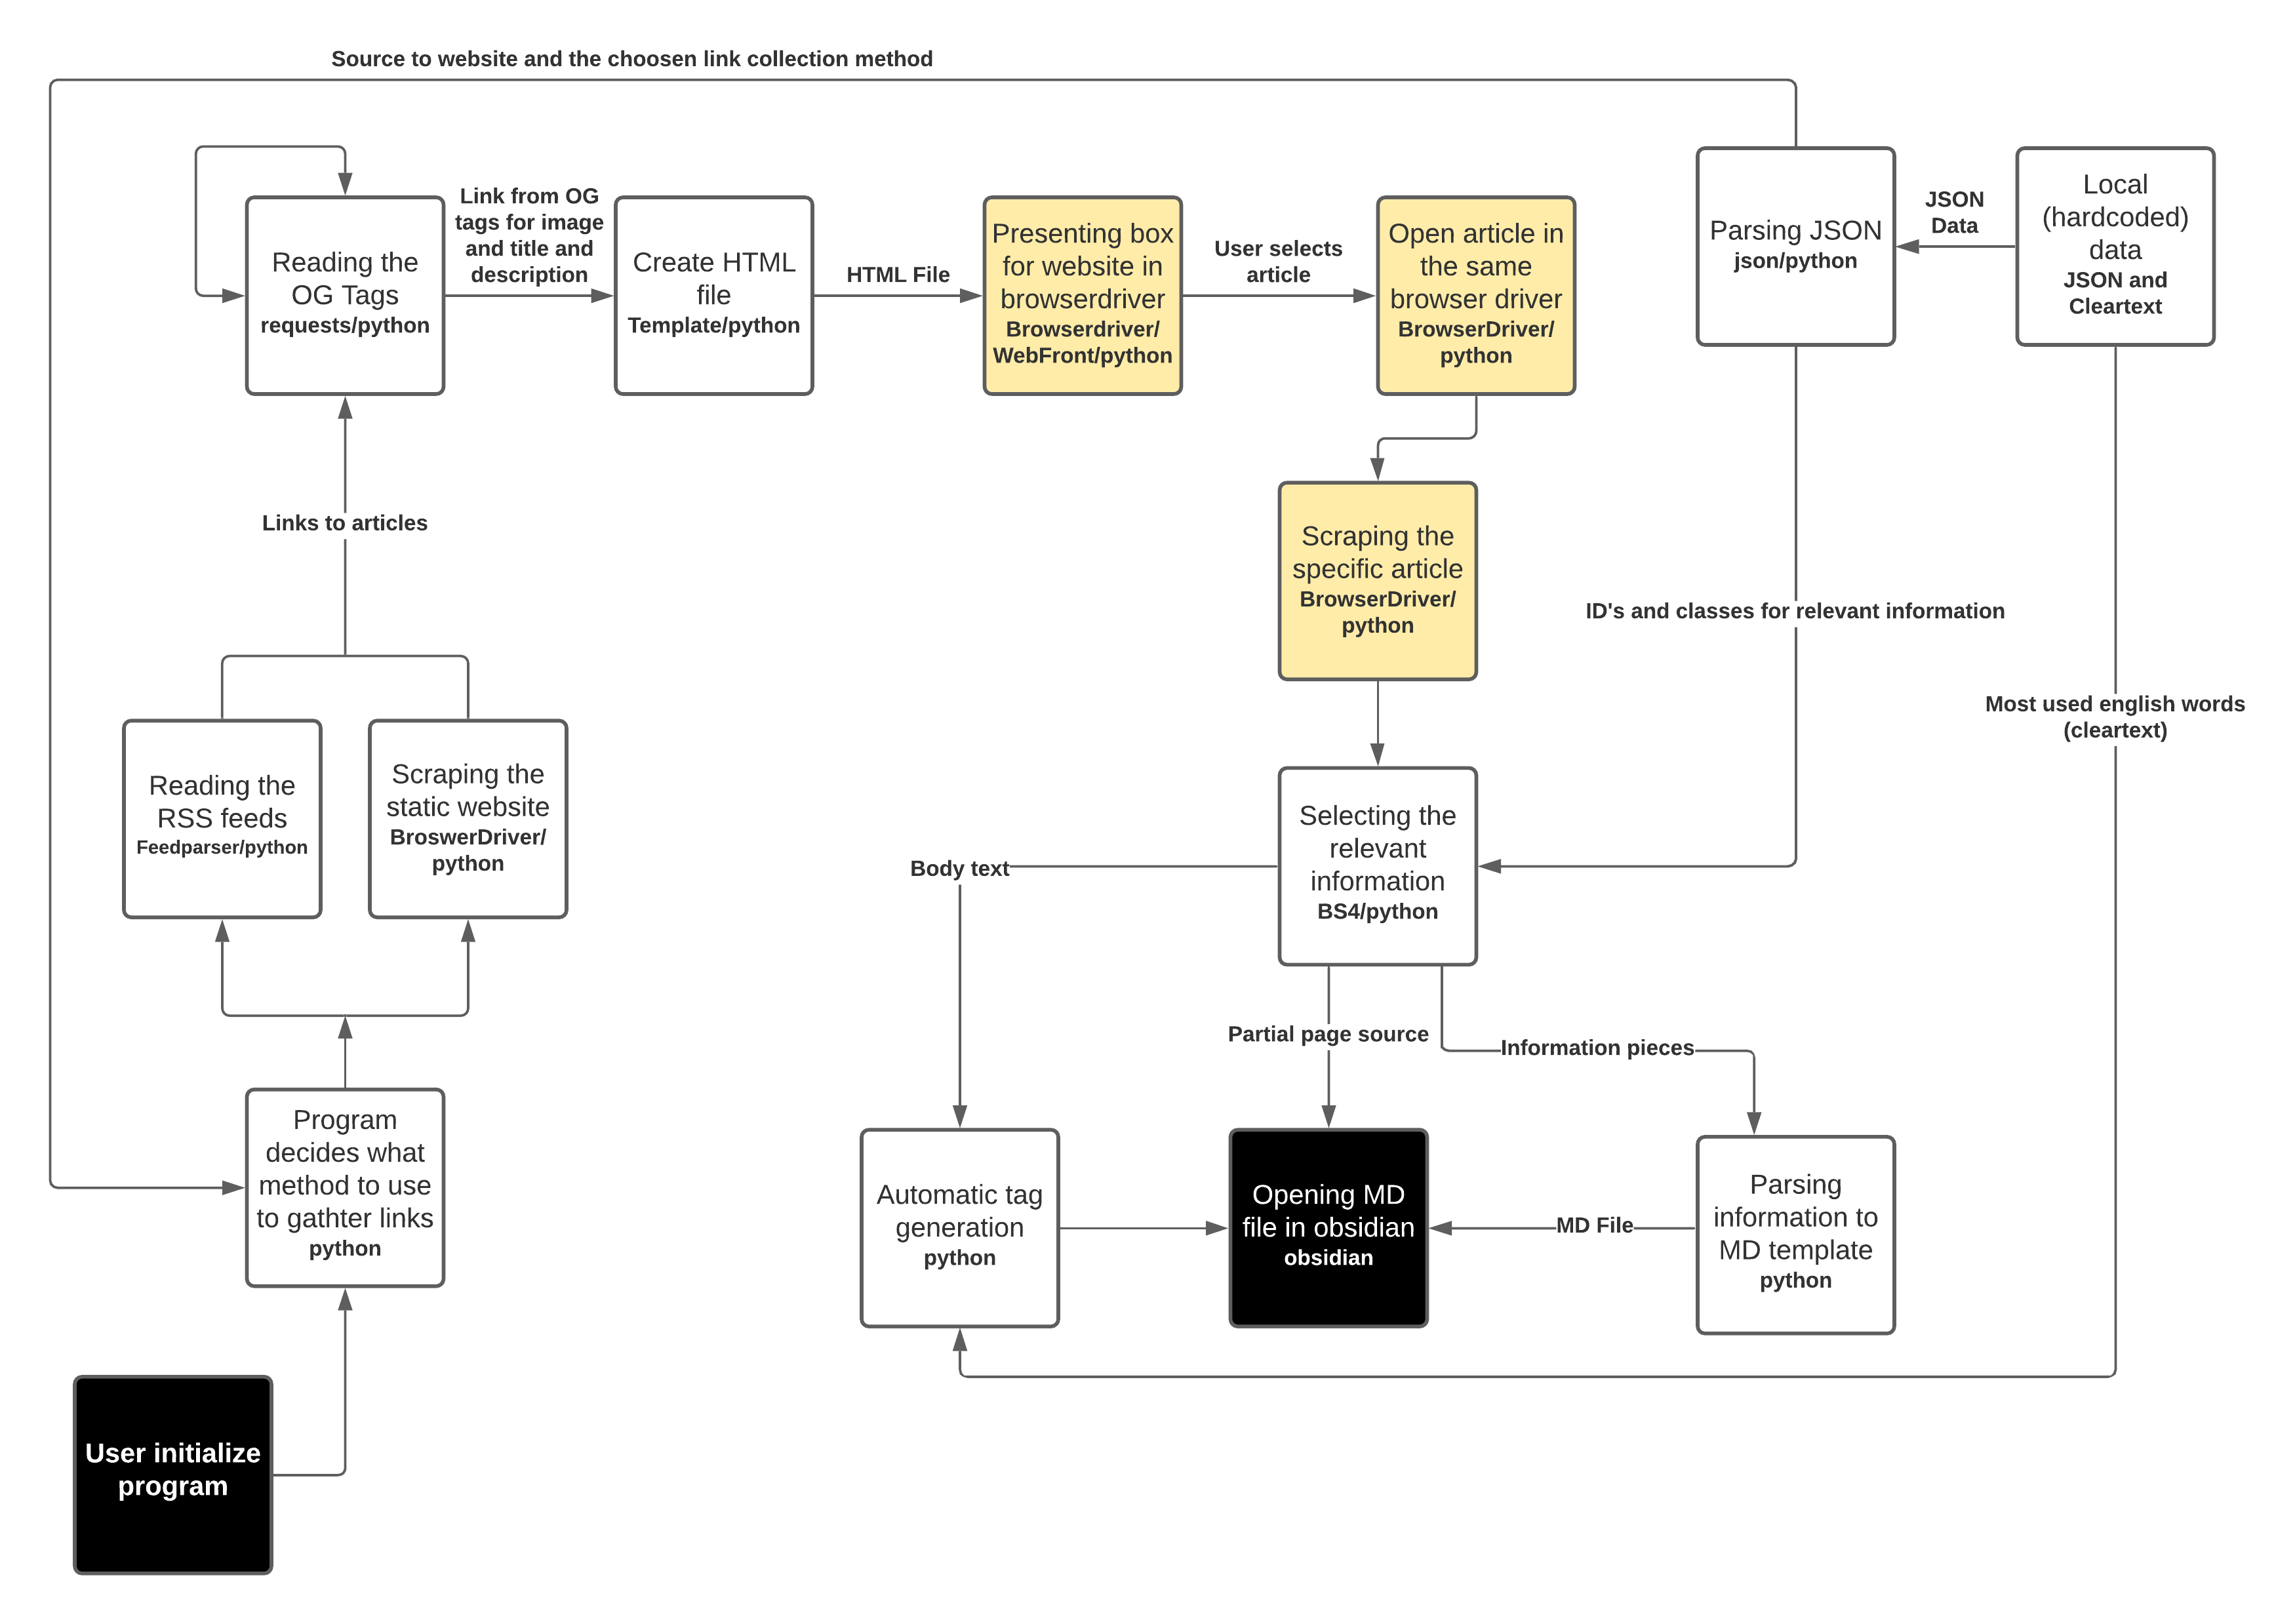 Source to website and the choosen link collection method
Reading the
OG Tags
requests/python
Link from OG
tags for image
and title and
description
Create HTML
file
Template/python
HTML File
Presenting box
for website in
browserdriver
Browserdriver/
WebFront/python
User selects
article
Open article in
the same
browser driver
BrowserDriver/
python
Parsing JSON
json/python
JSON
Data
Local
(hardcoded)
data
JSON and
Cleartext
Links to articles
Scraping the
specific article
BrowserDriver/
python
ID's and classes for relevant information
Most used english words
(cleartext)
Reading the
RSS feeds
Feedparser/python
Scraping the
static website
BroswerDriver/
python
Selecting the
relevant
information
BS4/python
Body text
Partial page source
Information pieces
Program
decides what
method to use
to gathter links
python
Automatic tag
generation
python
Opening MD
file in obsidian
obsidian
MD File
Parsing
information to
MD template
python
User initialize
program